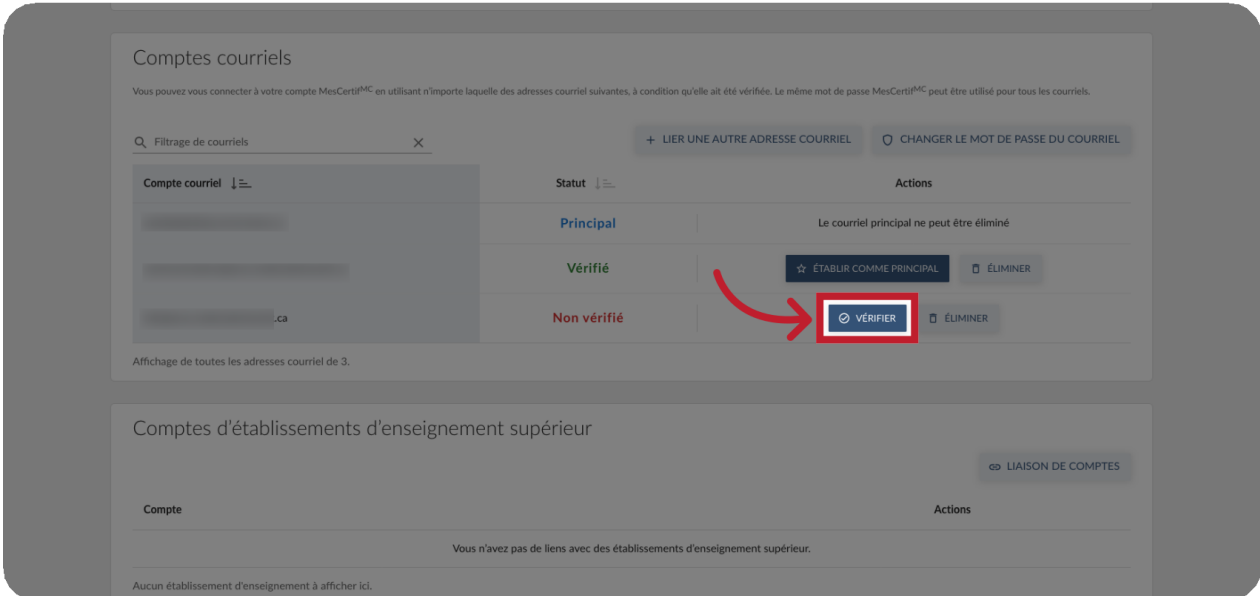 Comptes courriels
Vous pouvez vous connecter à votre compte MesCertifᴹᶜ en utilisant n'importe laquelle des adresses courriel suivantes, à condition qu'elle ait été vérifiée. Le même mot de passe MesCertifᴹᶜ peut être utilisé pour tous les courriels.
Filtrage de courriels
+ LIER UNE AUTRE ADRESSE COURRIEL
CHANGER LE MOT DE PASSE DU COURRIEL
Compte courriel Statut Actions
Principal Le courriel principal ne peut être éliminé
Vérifié ÉTABLIR COMME PRINCIPAL ÉLIMINER
.ca Non vérifié VÉRIFIER ÉLIMINER
Affichage de toutes les adresses courriel de 3.
Comptes d'établissements d'enseignement supérieur
LIAISON DE COMPTES
Compte Actions
Vous n'avez pas de liens avec des établissements d'enseignement supérieur.
Aucun établissement d'enseignement à afficher ici.